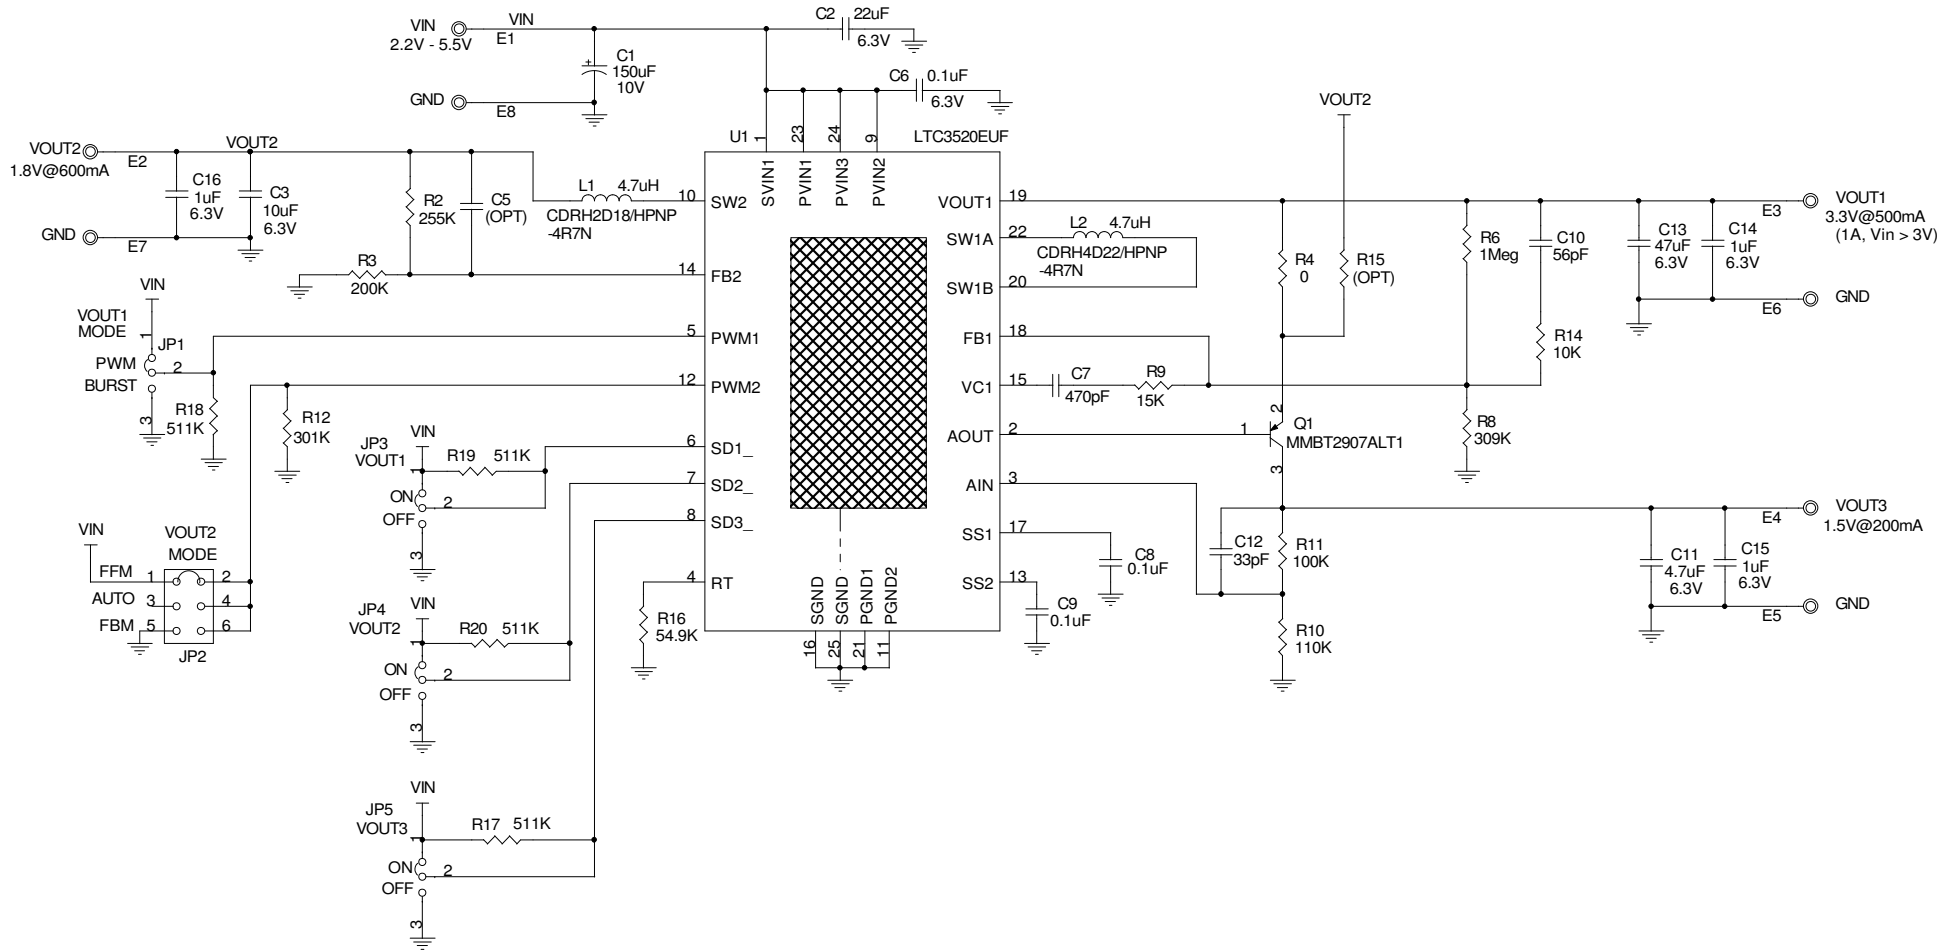 VIN
2.2V - 5.5V
VIN
E1
C1
150uF
10V
+
GND
E8
C2
22uF
6.3V
C6
0.1uF
6.3V
VOUT2
1.8V@600mA
E2
VOUT2
C16
1uF
6.3V
C3
10uF
6.3V
GND
E7
R2
255K
C5
(OPT)
L1
4.7uH
CDRH2D18/HPNP
-4R7N
R3
200K
U1
LTC3520EUF
1
23
24
9
SVIN1
PVIN1
PVIN3
PVIN2
10
SW2
14
FB2
5
PWM1
12
PWM2
6
SD1_
7
SD2_
8
SD3_
4
RT
SGND
SGND
PGND1
PGND2
16
25
21
11
VOUT1
19
SW1A
22
SW1B
20
FB1
18
VC1
15
AOUT
2
AIN
3
SS1
17
SS2
13
VIN
VOUT1
MODE
1
JP1
PWM
2
BURST
3
R18
511K
R12
301K
VIN
VOUT2
MODE
FFM
1
2
AUTO
3
4
FBM
5
6
JP2
VIN
JP3
VOUT1
1
R19
511K
ON
2
OFF
3
VIN
JP4
VOUT2
1
R20
511K
ON
2
OFF
3
VIN
JP5
VOUT3
1
R17
511K
ON
2
OFF
3
R16
54.9K
L2
4.7uH
CDRH4D22/HPNP
-4R7N
VOUT2
R4
0
R15
(OPT)
R6
1Meg
C10
56pF
C13
47uF
6.3V
C14
1uF
6.3V
E3
VOUT1
3.3V@500mA
(1A, Vin > 3V)
E6
GND
R14
10K
C7
470pF
R9
15K
R8
309K
2
1
Q1
MMBT2907ALT1
3
C12
33pF
R11
100K
C8
0.1uF
C9
0.1uF
R10
110K
C11
4.7uF
6.3V
C15
1uF
6.3V
E4
VOUT3
1.5V@200mA
E5
GND